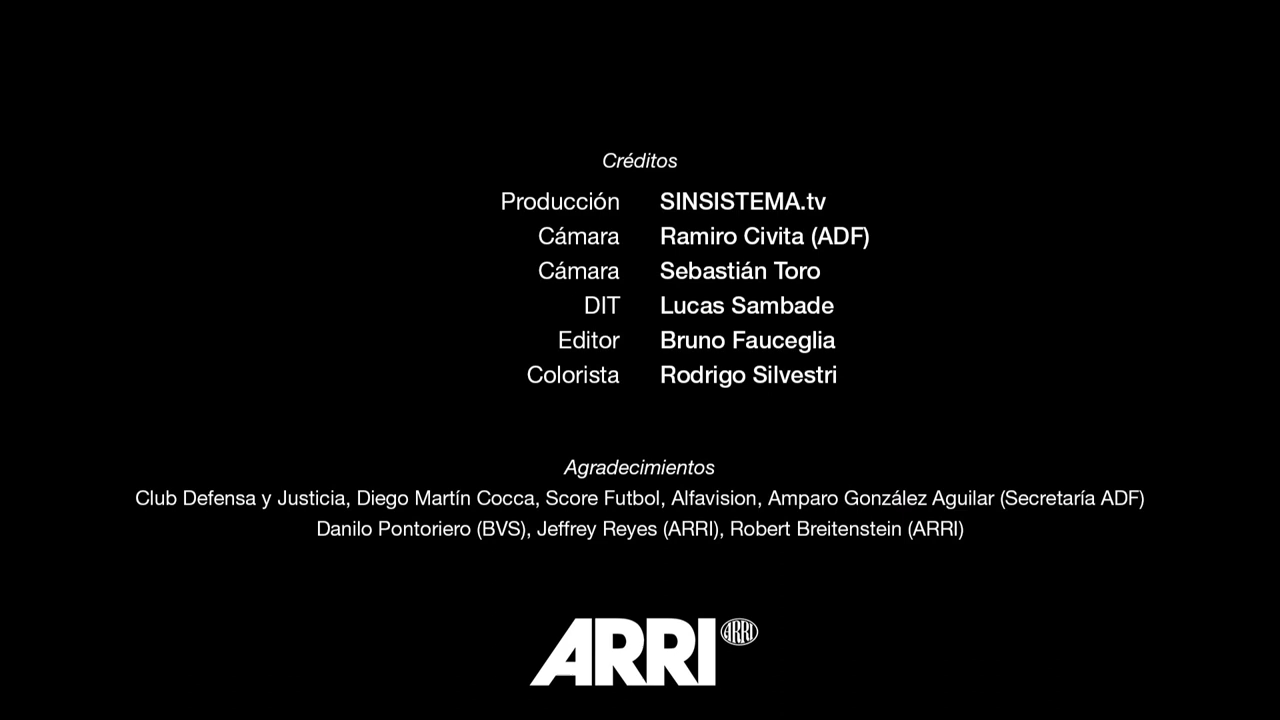 Créditos
Producción SINSISTEMA.tv
Cámara Ramiro Civita (ADF)
Cámara Sebastián Toro
DIT Lucas Sambade
Editor Bruno Fauceglia
Colorista Rodrigo Silvestri
Agradecimientos
Club Defensa y Justicia, Diego Martín Cocca, Score Futbol, Alfavision, Amparo González Aguilar (Secretaría ADF)
Danilo Pontoriero (BVS), Jeffrey Reyes (ARRI), Robert Breitenstein (ARRI)
ARRI ARRI